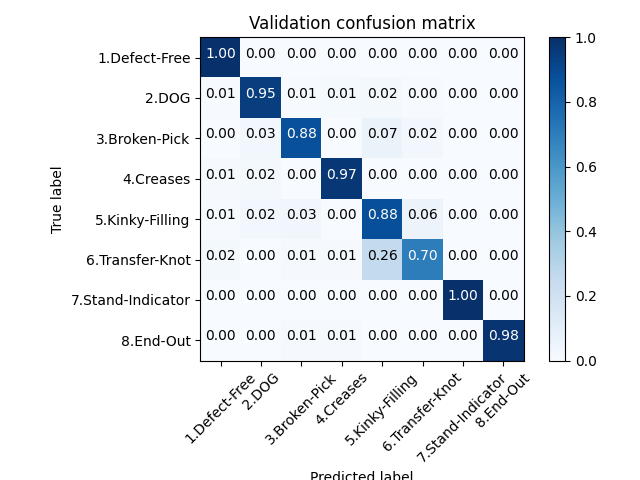 Validation confusion matrix
True label
1.Defect-Free 1.00 0.00 0.00 0.00 0.00 0.00 0.00 0.00
2.DOG 0.01 0.95 0.01 0.01 0.02 0.00 0.00 0.00
3.Broken-Pick 0.00 0.03 0.88 0.00 0.07 0.02 0.00 0.00
4.Creases 0.01 0.02 0.00 0.97 0.00 0.00 0.00 0.00
5.Kinky-Filling 0.01 0.02 0.03 0.00 0.88 0.06 0.00 0.00
6.Transfer-Knot 0.02 0.00 0.01 0.01 0.26 0.70 0.00 0.00
7.Stand-Indicator 0.00 0.00 0.00 0.00 0.00 0.00 1.00 0.00
8.End-Out 0.00 0.00 0.01 0.01 0.00 0.00 0.00 0.98
1.Defect-Free
2.DOG
3.Broken-Pick
4.Creases
5.Kinky-Filling
6.Transfer-Knot
7.Stand-Indicator
8.End-Out
Predicted label
1.0
0.8
0.6
0.4
0.2
0.0